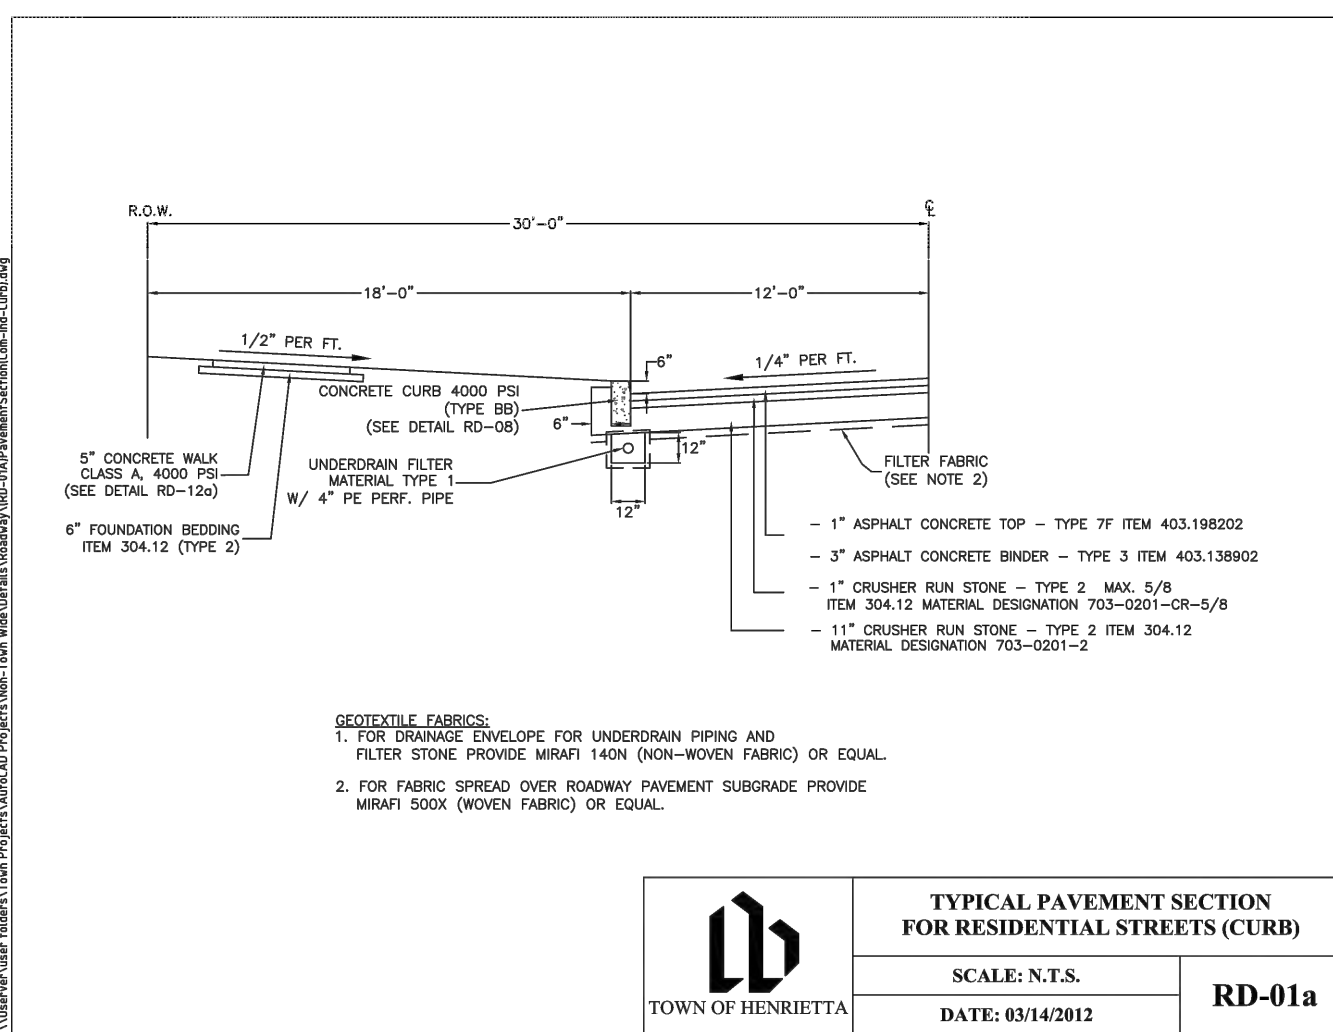 R.O.W.
℄
30'-0"
18'-0"
12'-0"
1/2" PER FT.
6"
1/4" PER FT.
CONCRETE CURB 4000 PSI
(TYPE BB)
(SEE DETAIL RD-08)
6"
12"
5" CONCRETE WALK
CLASS A, 4000 PSI
(SEE DETAIL RD-12a)
UNDERDRAIN FILTER
MATERIAL TYPE 1
W/ 4" PE PERF. PIPE
FILTER FABRIC
(SEE NOTE 2)
12"
6" FOUNDATION BEDDING
ITEM 304.12 (TYPE 2)
- 1" ASPHALT CONCRETE TOP - TYPE 7F ITEM 403.198202
- 3" ASPHALT CONCRETE BINDER - TYPE 3 ITEM 403.138902
- 1" CRUSHER RUN STONE - TYPE 2 MAX. 5/8
ITEM 304.12 MATERIAL DESIGNATION 703-0201-CR-5/8
- 11" CRUSHER RUN STONE - TYPE 2 ITEM 304.12
MATERIAL DESIGNATION 703-0201-2
GEOTEXTILE FABRICS:
1. FOR DRAINAGE ENVELOPE FOR UNDERDRAIN PIPING AND
FILTER STONE PROVIDE MIRAFI 140N (NON-WOVEN FABRIC) OR EQUAL.
2. FOR FABRIC SPREAD OVER ROADWAY PAVEMENT SUBGRADE PROVIDE
MIRAFI 500X (WOVEN FABRIC) OR EQUAL.
TOWN OF HENRIETTA
TYPICAL PAVEMENT SECTION
FOR RESIDENTIAL STREETS (CURB)
SCALE: N.T.S.
DATE: 03/14/2012
RD-01a